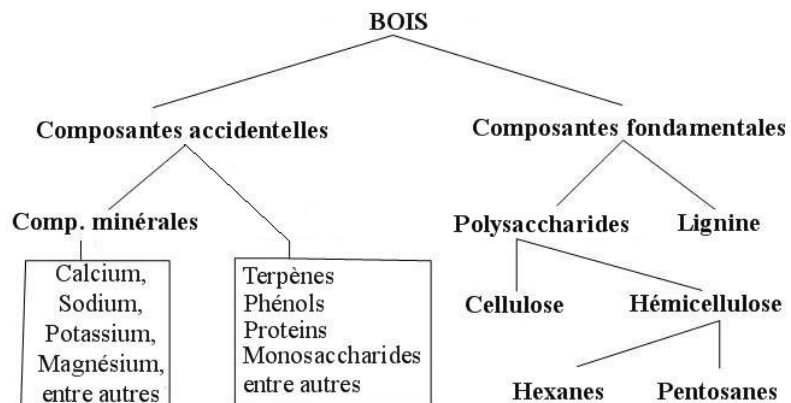 BOIS
Composantes accidentelles
Composantes fondamentales
Comp. minérales
Polysaccharides
Lignine
Calcium,
Sodium,
Potassium,
Magnésium,
entre autres
Terpènes
Phénols
Proteins
Monosaccharides
entre autres
Cellulose
Hémicellulose
Hexanes
Pentosanes